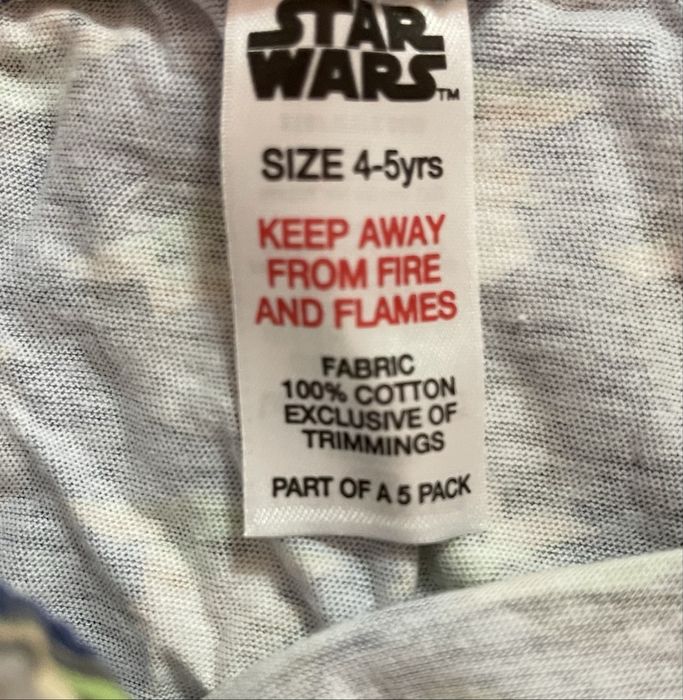 STAR
WARS™
SIZE 4-5yrs
KEEP AWAY
FROM FIRE
AND FLAMES
FABRIC
100% COTTON
EXCLUSIVE OF
TRIMMINGS
PART OF A 5 PACK